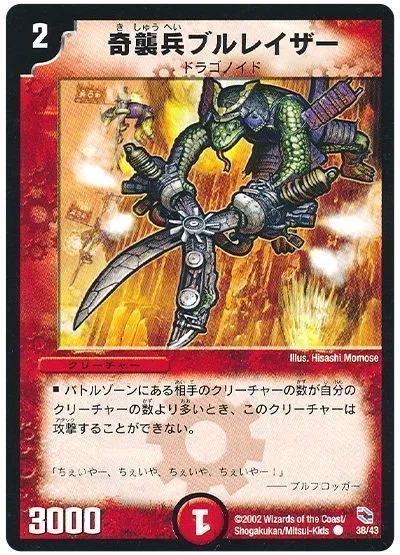 2
きしゅうへい
奇襲兵ブルレイザー
ドラゴノイド
Illus. Hisashi Momose
クリーチャー
■ バトルゾーンにある相手のクリーチャーの数が自分の
クリーチャーの数より多いとき、このクリーチャーは
攻撃することができない。
「ちぇいやー、ちぇいや、ちぇいや、ちぇいやー！」
ブルフロッガー
3000
1
©2002 Wizards of the Coast/
Shogakukan/Mitsui-Kids ● 38/43